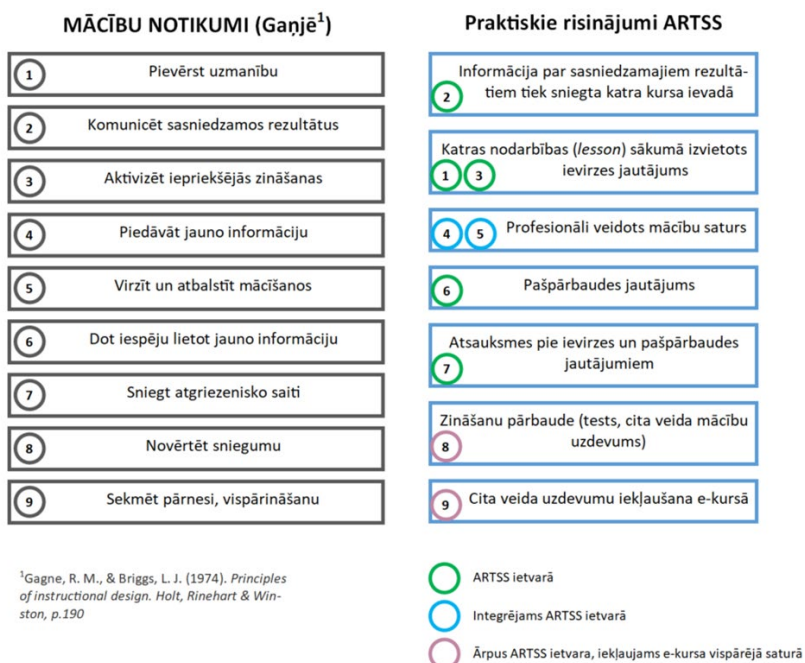 MĀCĪBU NOTIKUMI (Gaņjē¹)
1 Pievērst uzmanību
2 Komunicēt sasniedzamos rezultātus
3 Aktivizēt iepriekšējās zināšanas
4 Piedāvāt jauno informāciju
5 Virzīt un atbalstīt mācīšanos
6 Dot iespēju lietot jauno informāciju
7 Sniegt atgriezenisko saiti
8 Novērtēt sniegumu
9 Sekmēt pārnesi, vispārināšanu
¹Gagne, R. M., & Briggs, L. J. (1974). Principles
of instructional design. Holt, Rinehart & Win-
ston, p.190
Praktiskie risinājumi ARTSS
Informācija par sasniedzamajiem rezultā-
2 tiem tiek sniegta katra kursa ievadā
Katras nodarbības (lesson) sākumā izvietots
1 3 ievirzes jautājums
4 5 Profesionāli veidots mācību saturs
6 Pašpārbaudes jautājums
Atsauksmes pie ievirzes un pašpārbaudes
7 jautājumiem
Zināšanu pārbaude (tests, cita veida mācību
8 uzdevums)
9 Cita veida uzdevumu iekļaušana e-kursā
ARTSS ietvarā
Integrējams ARTSS ietvarā
Ārpus ARTSS ietvara, iekļaujams e-kursa vispārējā saturā